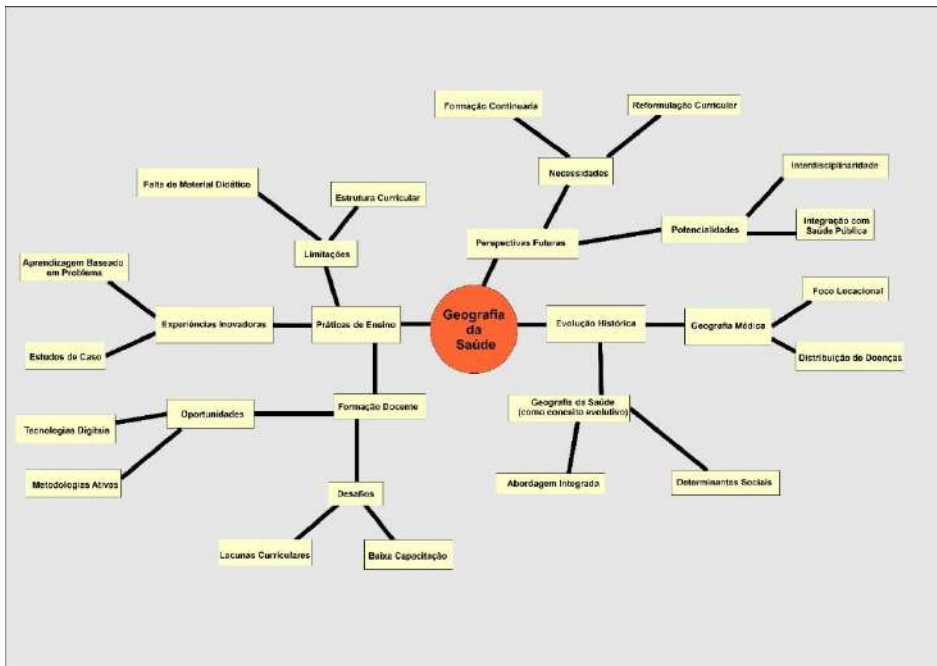 Formação Continuada
Reformulação Curricular
Necessidades
Interdisciplinaridade
Falta de Material Didático
Estrutura Curricular
Perspectivas Futuras
Potencialidades
Integração com
Saúde Pública
Limitações
Aprendizagem Baseado
em Problema
Foco Locacional
Experiências Inovadoras
Práticas de Ensino
Geografia
da
Saúde
Evolução Histórica
Geografia Médica
Estudos de Caso
Distribuição de Doenças
Oportunidades
Formação Docente
Geografia da Saúde
(como conceito evolutivo)
Tecnologias Digitais
Metodologias Ativas
Desafios
Abordagem Integrada
Determinantes Sociais
Lacunas Curriculares
Baixa Capacitação